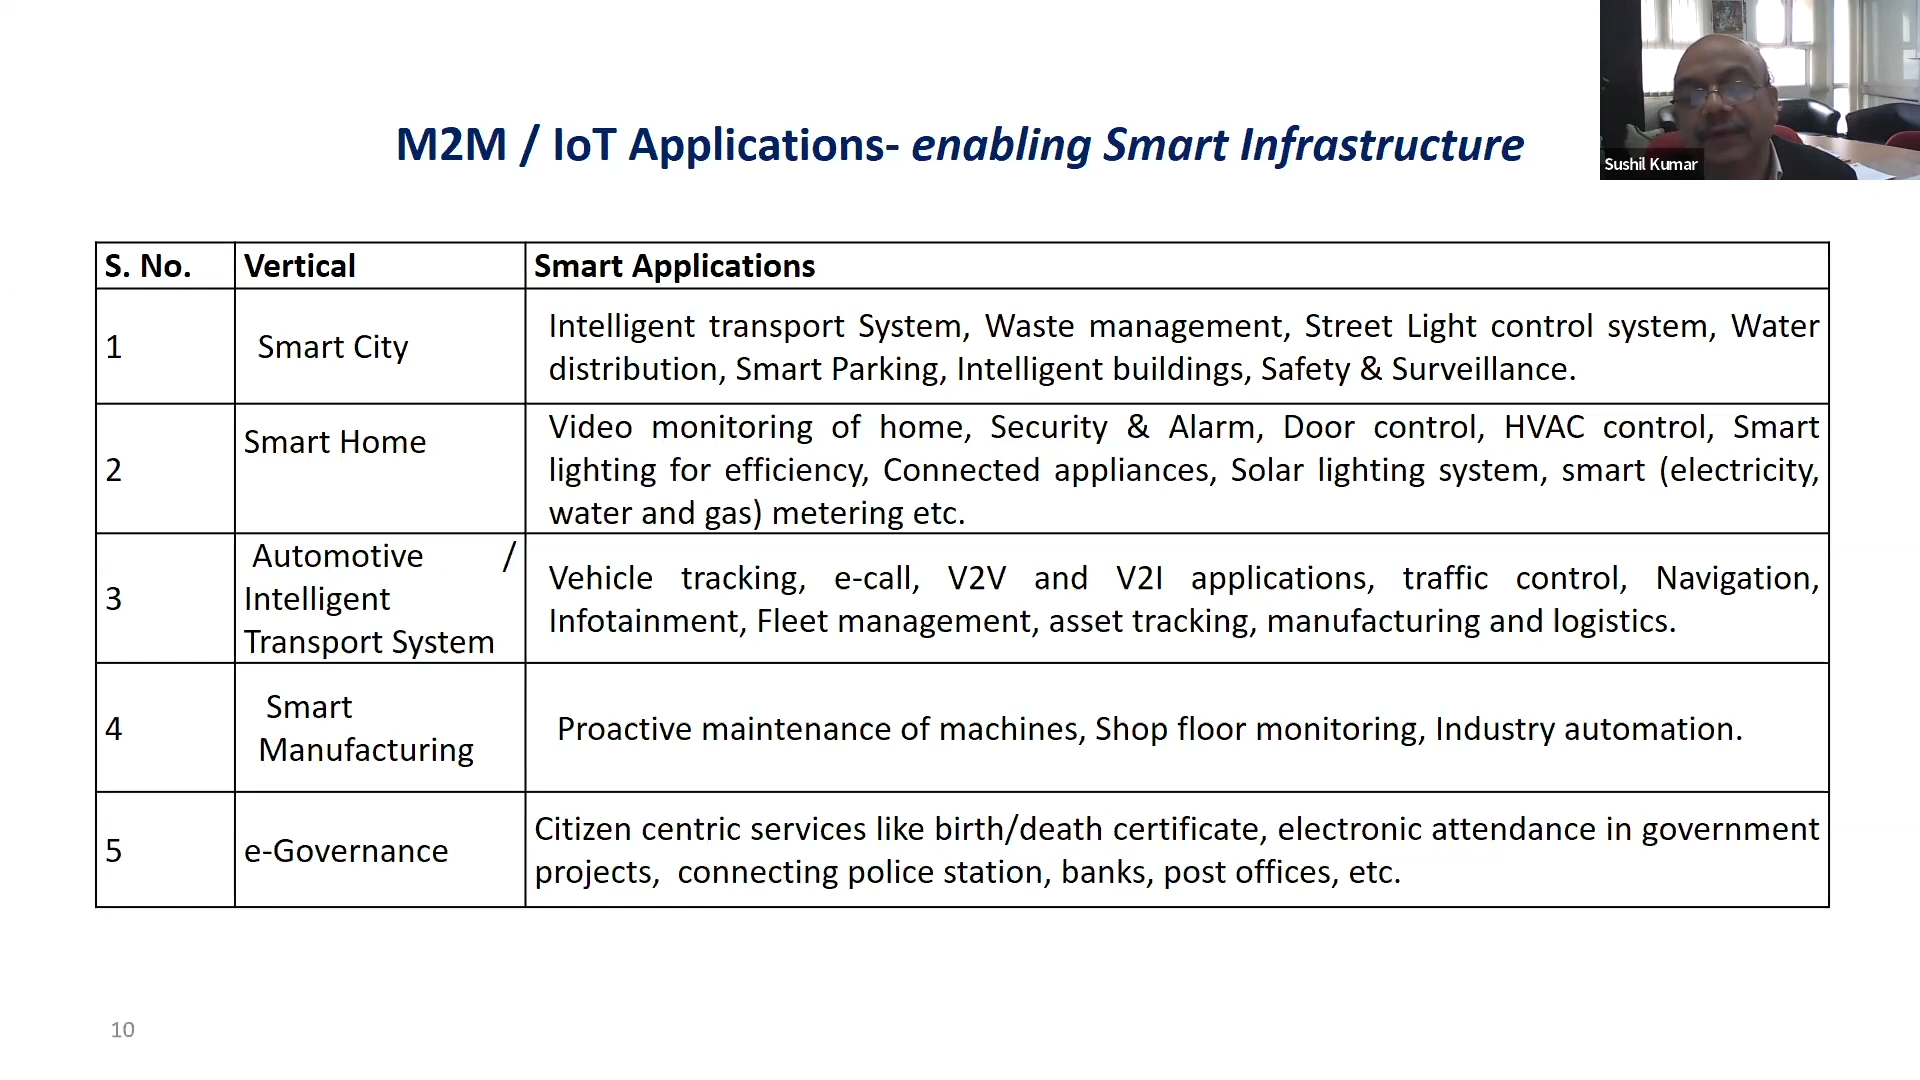 M2M / IoT Applications- enabling Smart Infrastructure
Sushil Kumar
S. No.
Vertical
Smart Applications
1
Smart City
Intelligent transport System, Waste management, Street Light control system, Water
distribution, Smart Parking, Intelligent buildings, Safety & Surveillance.
2
Smart Home
Video monitoring of home, Security & Alarm, Door control, HVAC control, Smart
lighting for efficiency, Connected appliances, Solar lighting system, smart (electricity,
water and gas) metering etc.
3
Automotive /
Intelligent
Transport System
Vehicle tracking, e-call, V2V and V2I applications, traffic control, Navigation,
Infotainment, Fleet management, asset tracking, manufacturing and logistics.
4
Smart
Manufacturing
Proactive maintenance of machines, Shop floor monitoring, Industry automation.
5
e-Governance
Citizen centric services like birth/death certificate, electronic attendance in government
projects,  connecting police station, banks, post offices, etc.
10